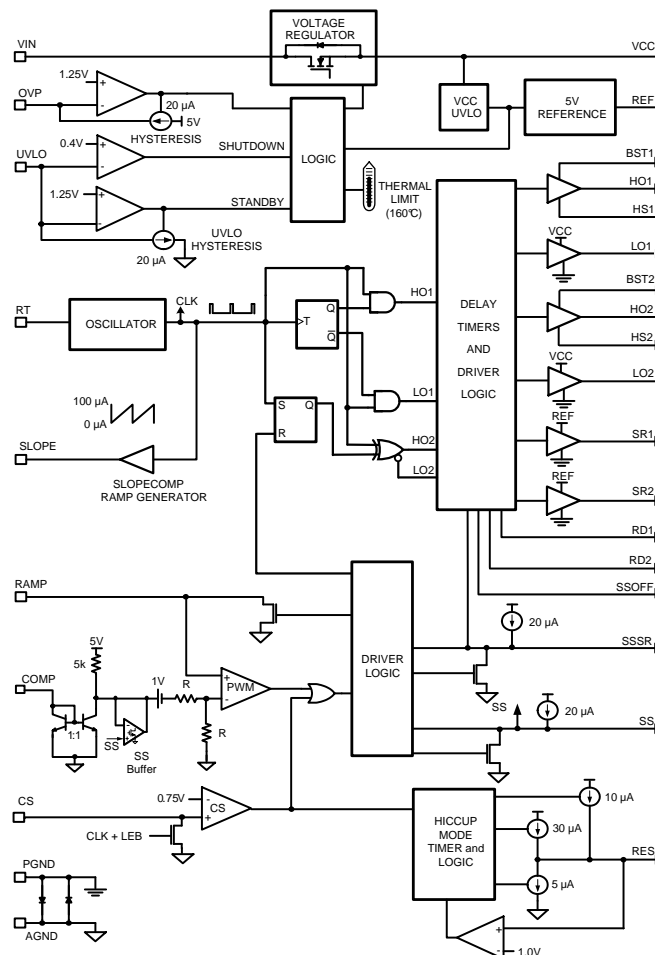 VOLTAGE
REGULATOR
VIN
VCC
1.25V
OVP
20 µA
5V
HYSTERESIS
VCC
UVLO
5V
REFERENCE
REF
0.4V
UVLO
SHUTDOWN
LOGIC
1.25V
STANDBY
THERMAL
LIMIT
(160°C)
UVLO
HYSTERESIS
20 µA
BST1
HO1
HS1
VCC
LO1
BST2
HO2
HS2
VCC
LO2
REF
SR1
REF
SR2
RD1
RD2
SSOFF
RT
OSCILLATOR
CLK
>T
Q
Q
HO1
LO1
HO2
LO2
DELAY
TIMERS
AND
DRIVER
LOGIC
S
Q
R
100 µA
0 µA
SLOPE
SLOPECOMP
RAMP GENERATOR
RAMP
20 µA
SSSR
DRIVER
LOGIC
SS
20 µA
SS
5V
5k
COMP
1:1
1V
R
R
SS
SS
Buffer
+
-
PWM
0.75V
-
+
CS
CS
CLK + LEB
HICCUP
MODE
TIMER and
LOGIC
10 µA
30 µA
RES
5 µA
+
-
1.0V
PGND
AGND